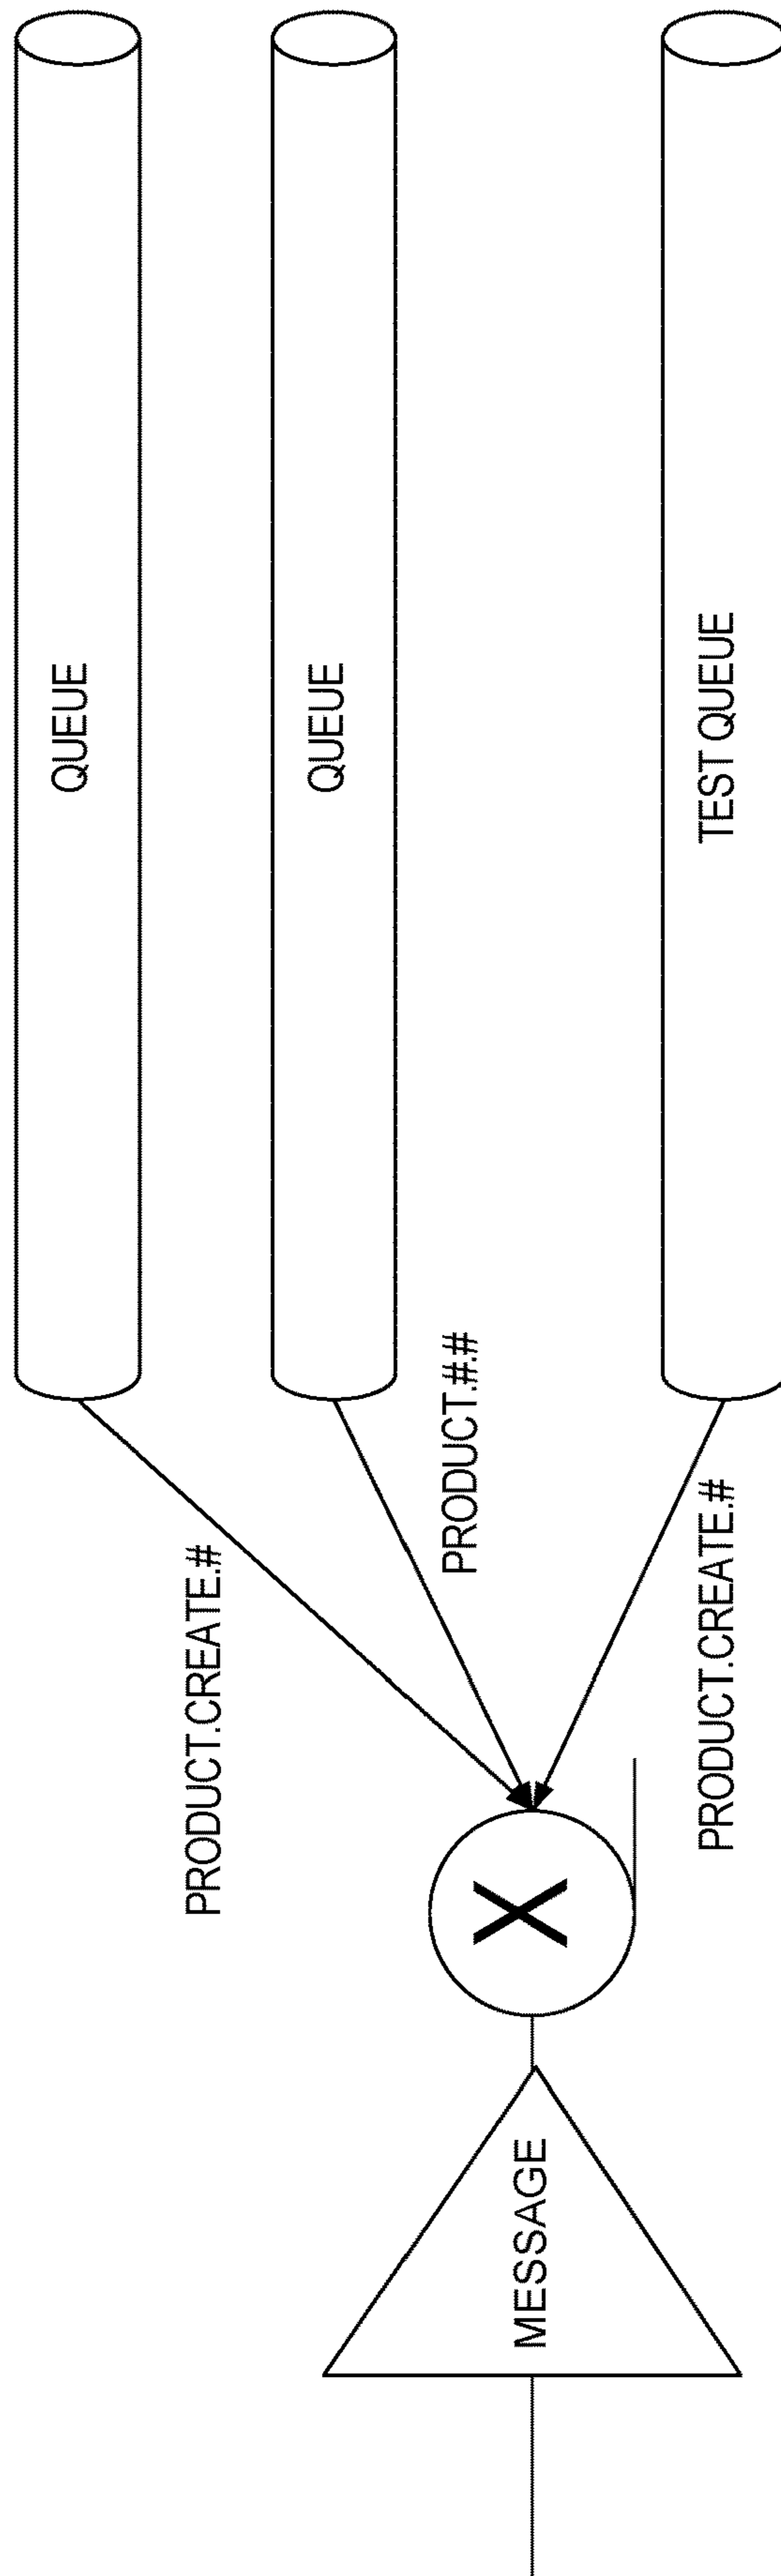 QUEUE
PRODUCT.CREATE.#
QUEUE
PRODUCT.#.#
MESSAGE
X
TEST QUEUE
PRODUCT.CREATE.#